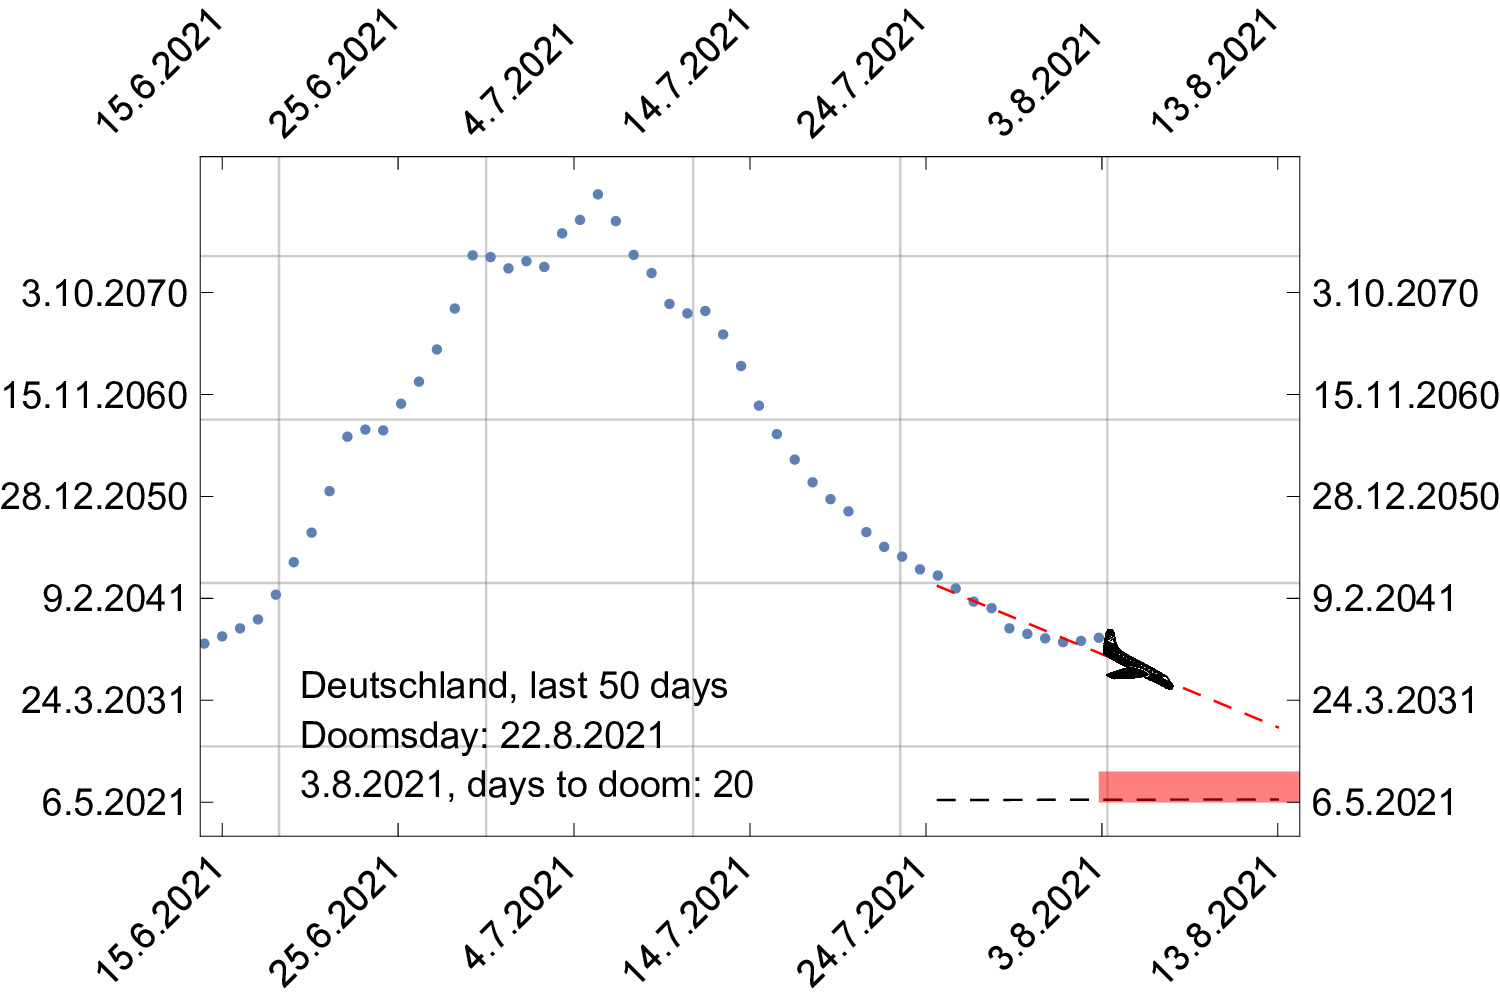 15.6.2021 25.6.2021 4.7.2021 14.7.2021 24.7.2021 3.8.2021 13.8.2021
3.10.2070 3.10.2070
15.11.2060 15.11.2060
28.12.2050 28.12.2050
9.2.2041 9.2.2041
24.3.2031 24.3.2031
6.5.2021 6.5.2021
Deutschland, last 50 days
Doomsday: 22.8.2021
3.8.2021, days to doom: 20
15.6.2021 25.6.2021 4.7.2021 14.7.2021 24.7.2021 3.8.2021 13.8.2021